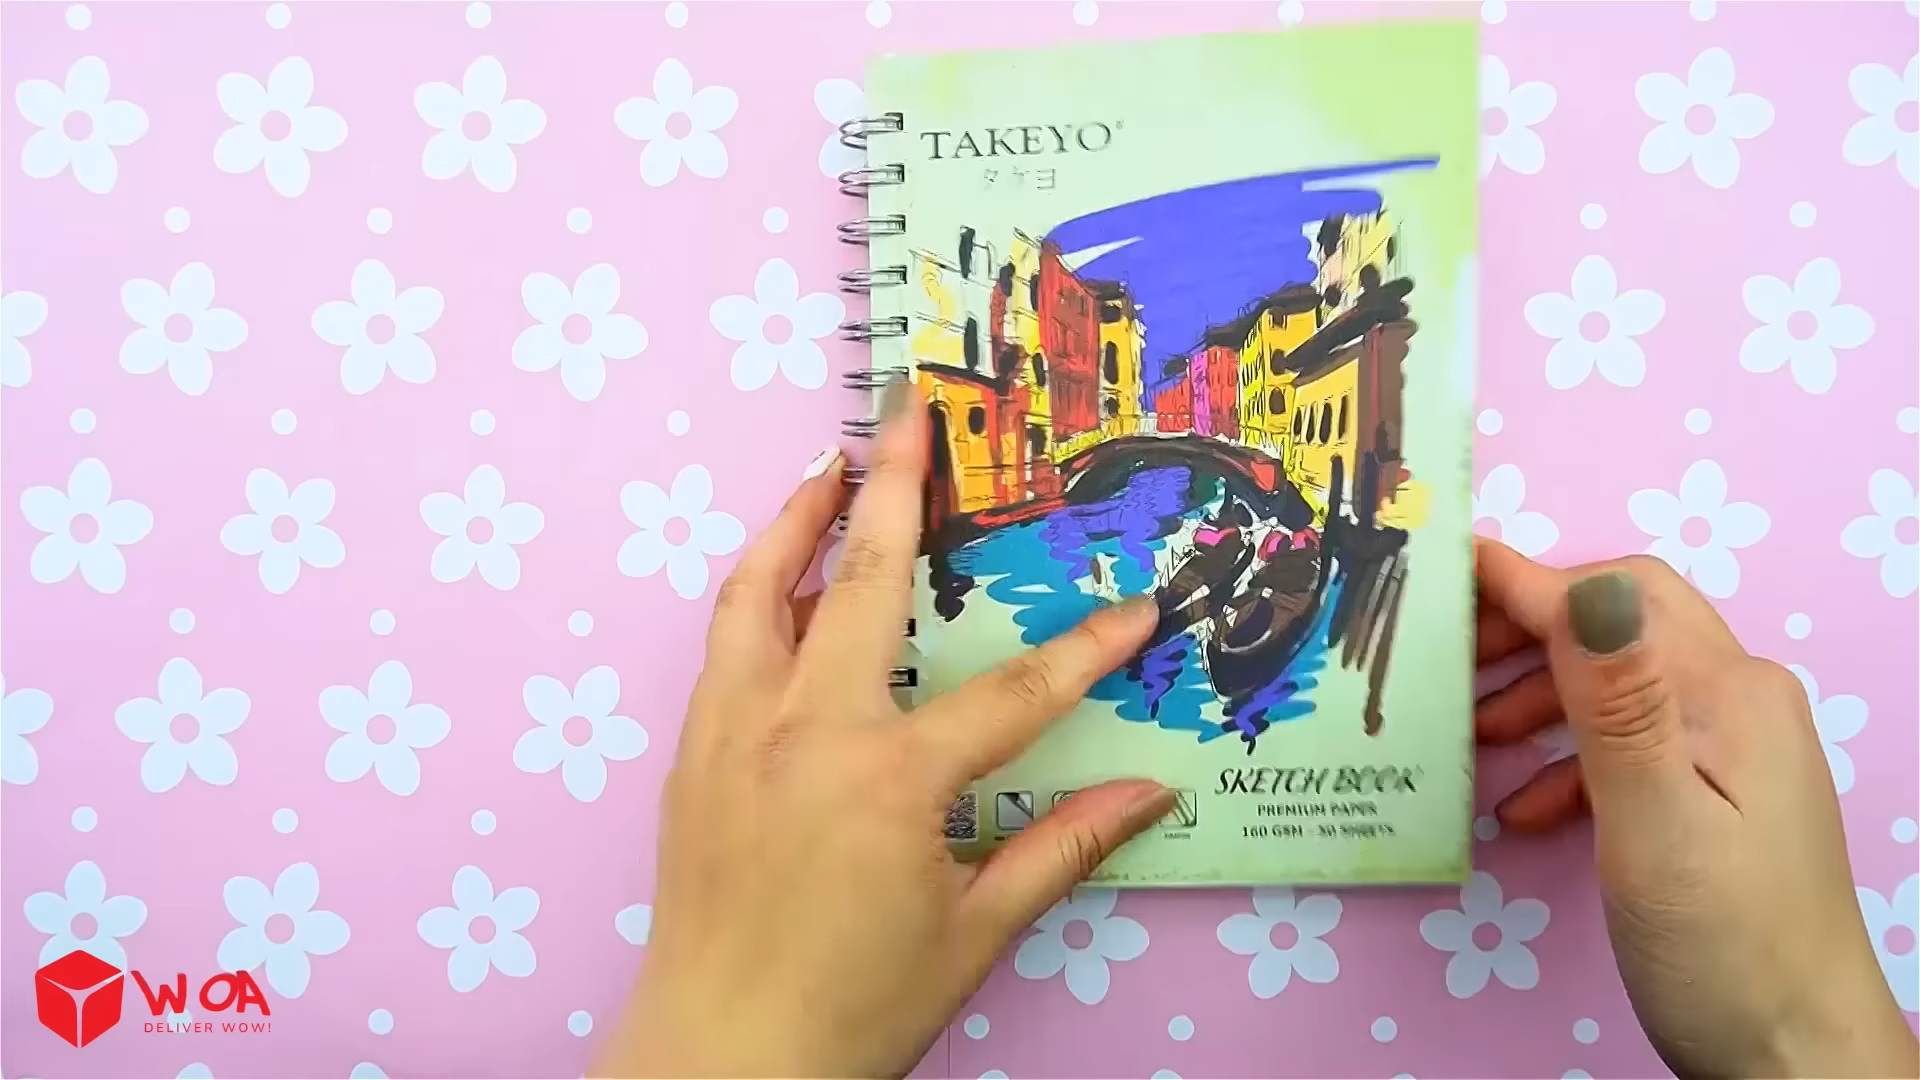 TAKEYO®
タケヨ
SKETCH BOOK
PREMIUM PAPER
160 GSM - 30 SHEETS
WOA
DELIVER WOW!